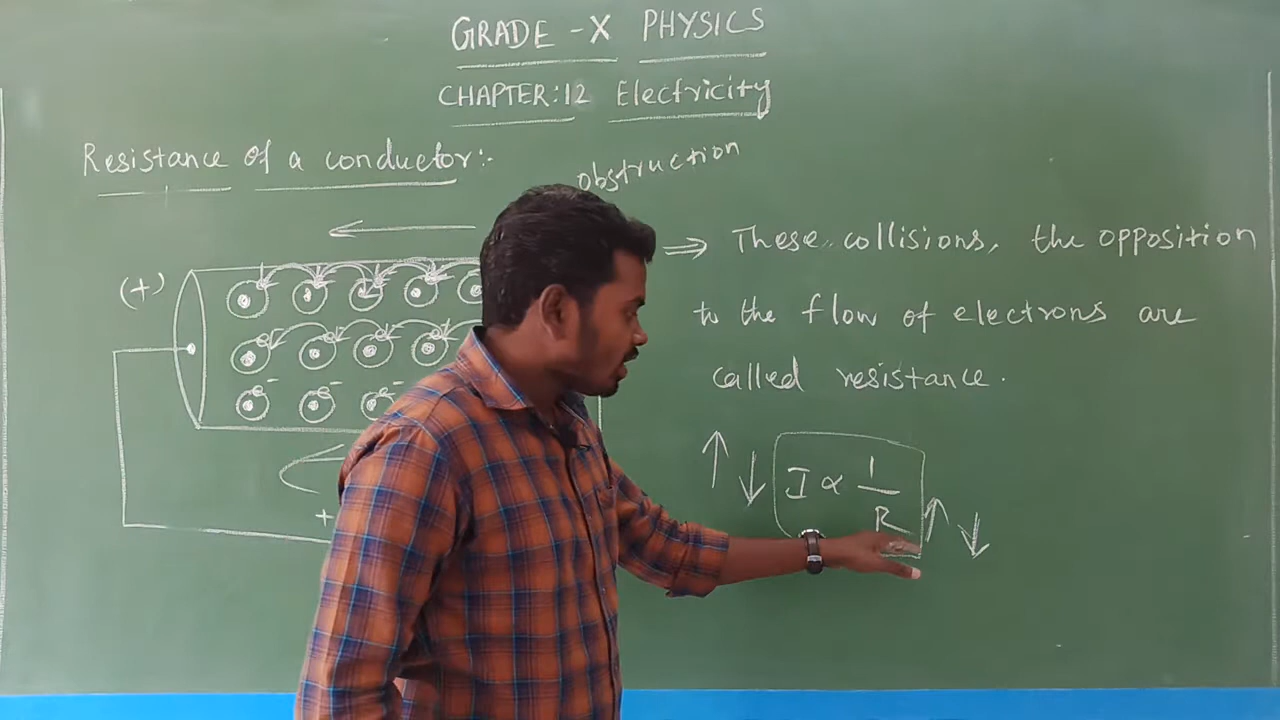 GRADE - X PHYSICS
CHAPTER: 12 Electricity
Resistance of a conductor:-
obstruction
⇒ These collisions, the opposition
to the flow of electrons are
called resistance.
(+)
e⁻ - -
↑ ↓ I ∝ 1/R ↑ ↓
+